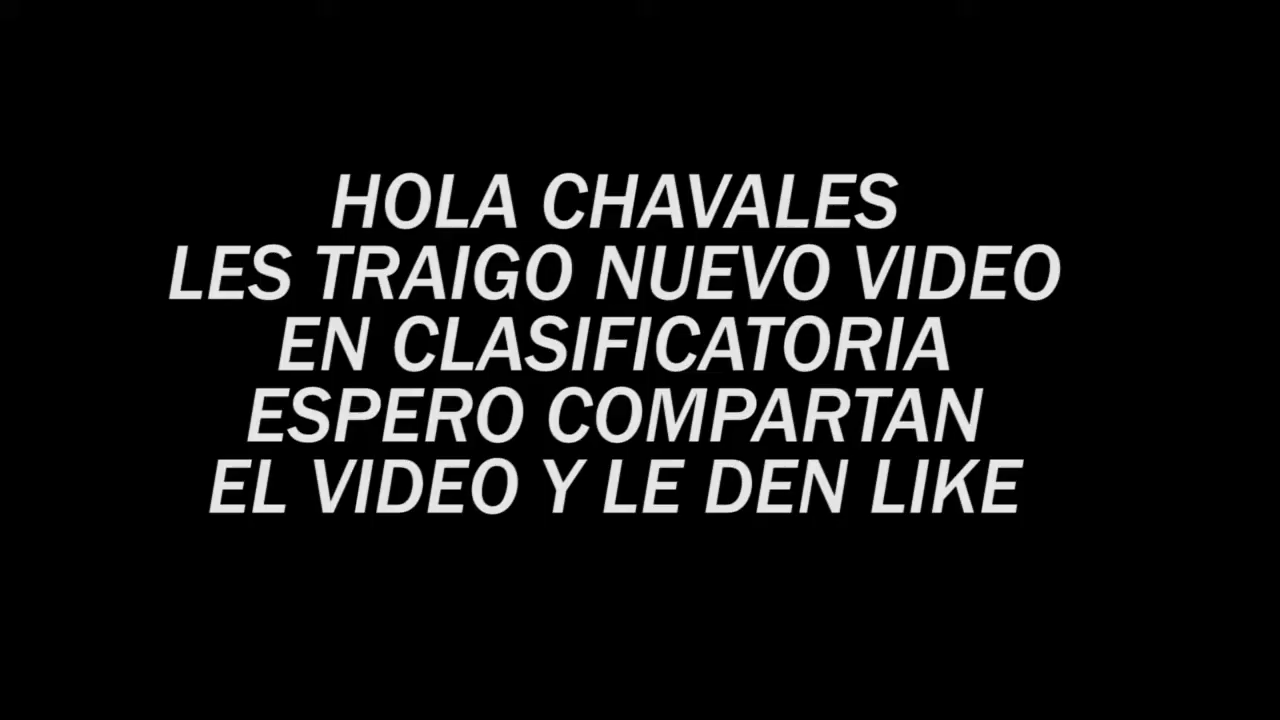 HOLA CHAVALES
LES TRAIGO NUEVO VIDEO
EN CLASIFICATORIA
ESPERO COMPARTAN
EL VIDEO Y LE DEN LIKE